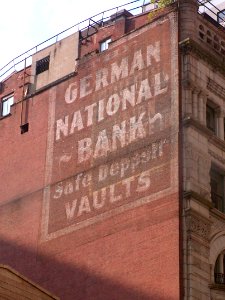 GERMAN
NATIONAL
~ BANK ~
Safe Deposit
VAULTS